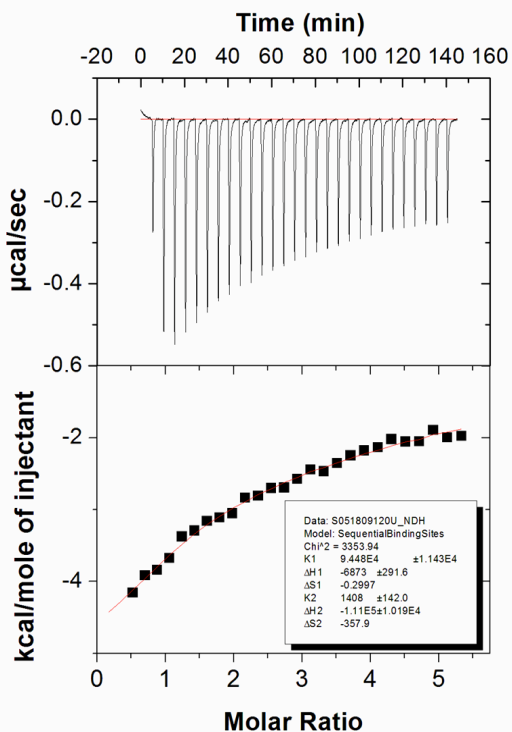 Time (min)
-20 0 20 40 60 80 100 120 140 160
0.0
-0.2
-0.4
-0.6
µcal/sec
-2
-4
kcal/mole of injectant
Data: S051809120U_NDH
Model: SequentialBindingSites
Chi^2 = 3353.94
K1 9.448E4 ±1.143E4
ΔH1 -6873 ±291.6
ΔS1 -0.2997
K2 1408 ±142.0
ΔH2 -1.11E5±1.019E4
ΔS2 -357.9
0 1 2 3 4 5
Molar Ratio